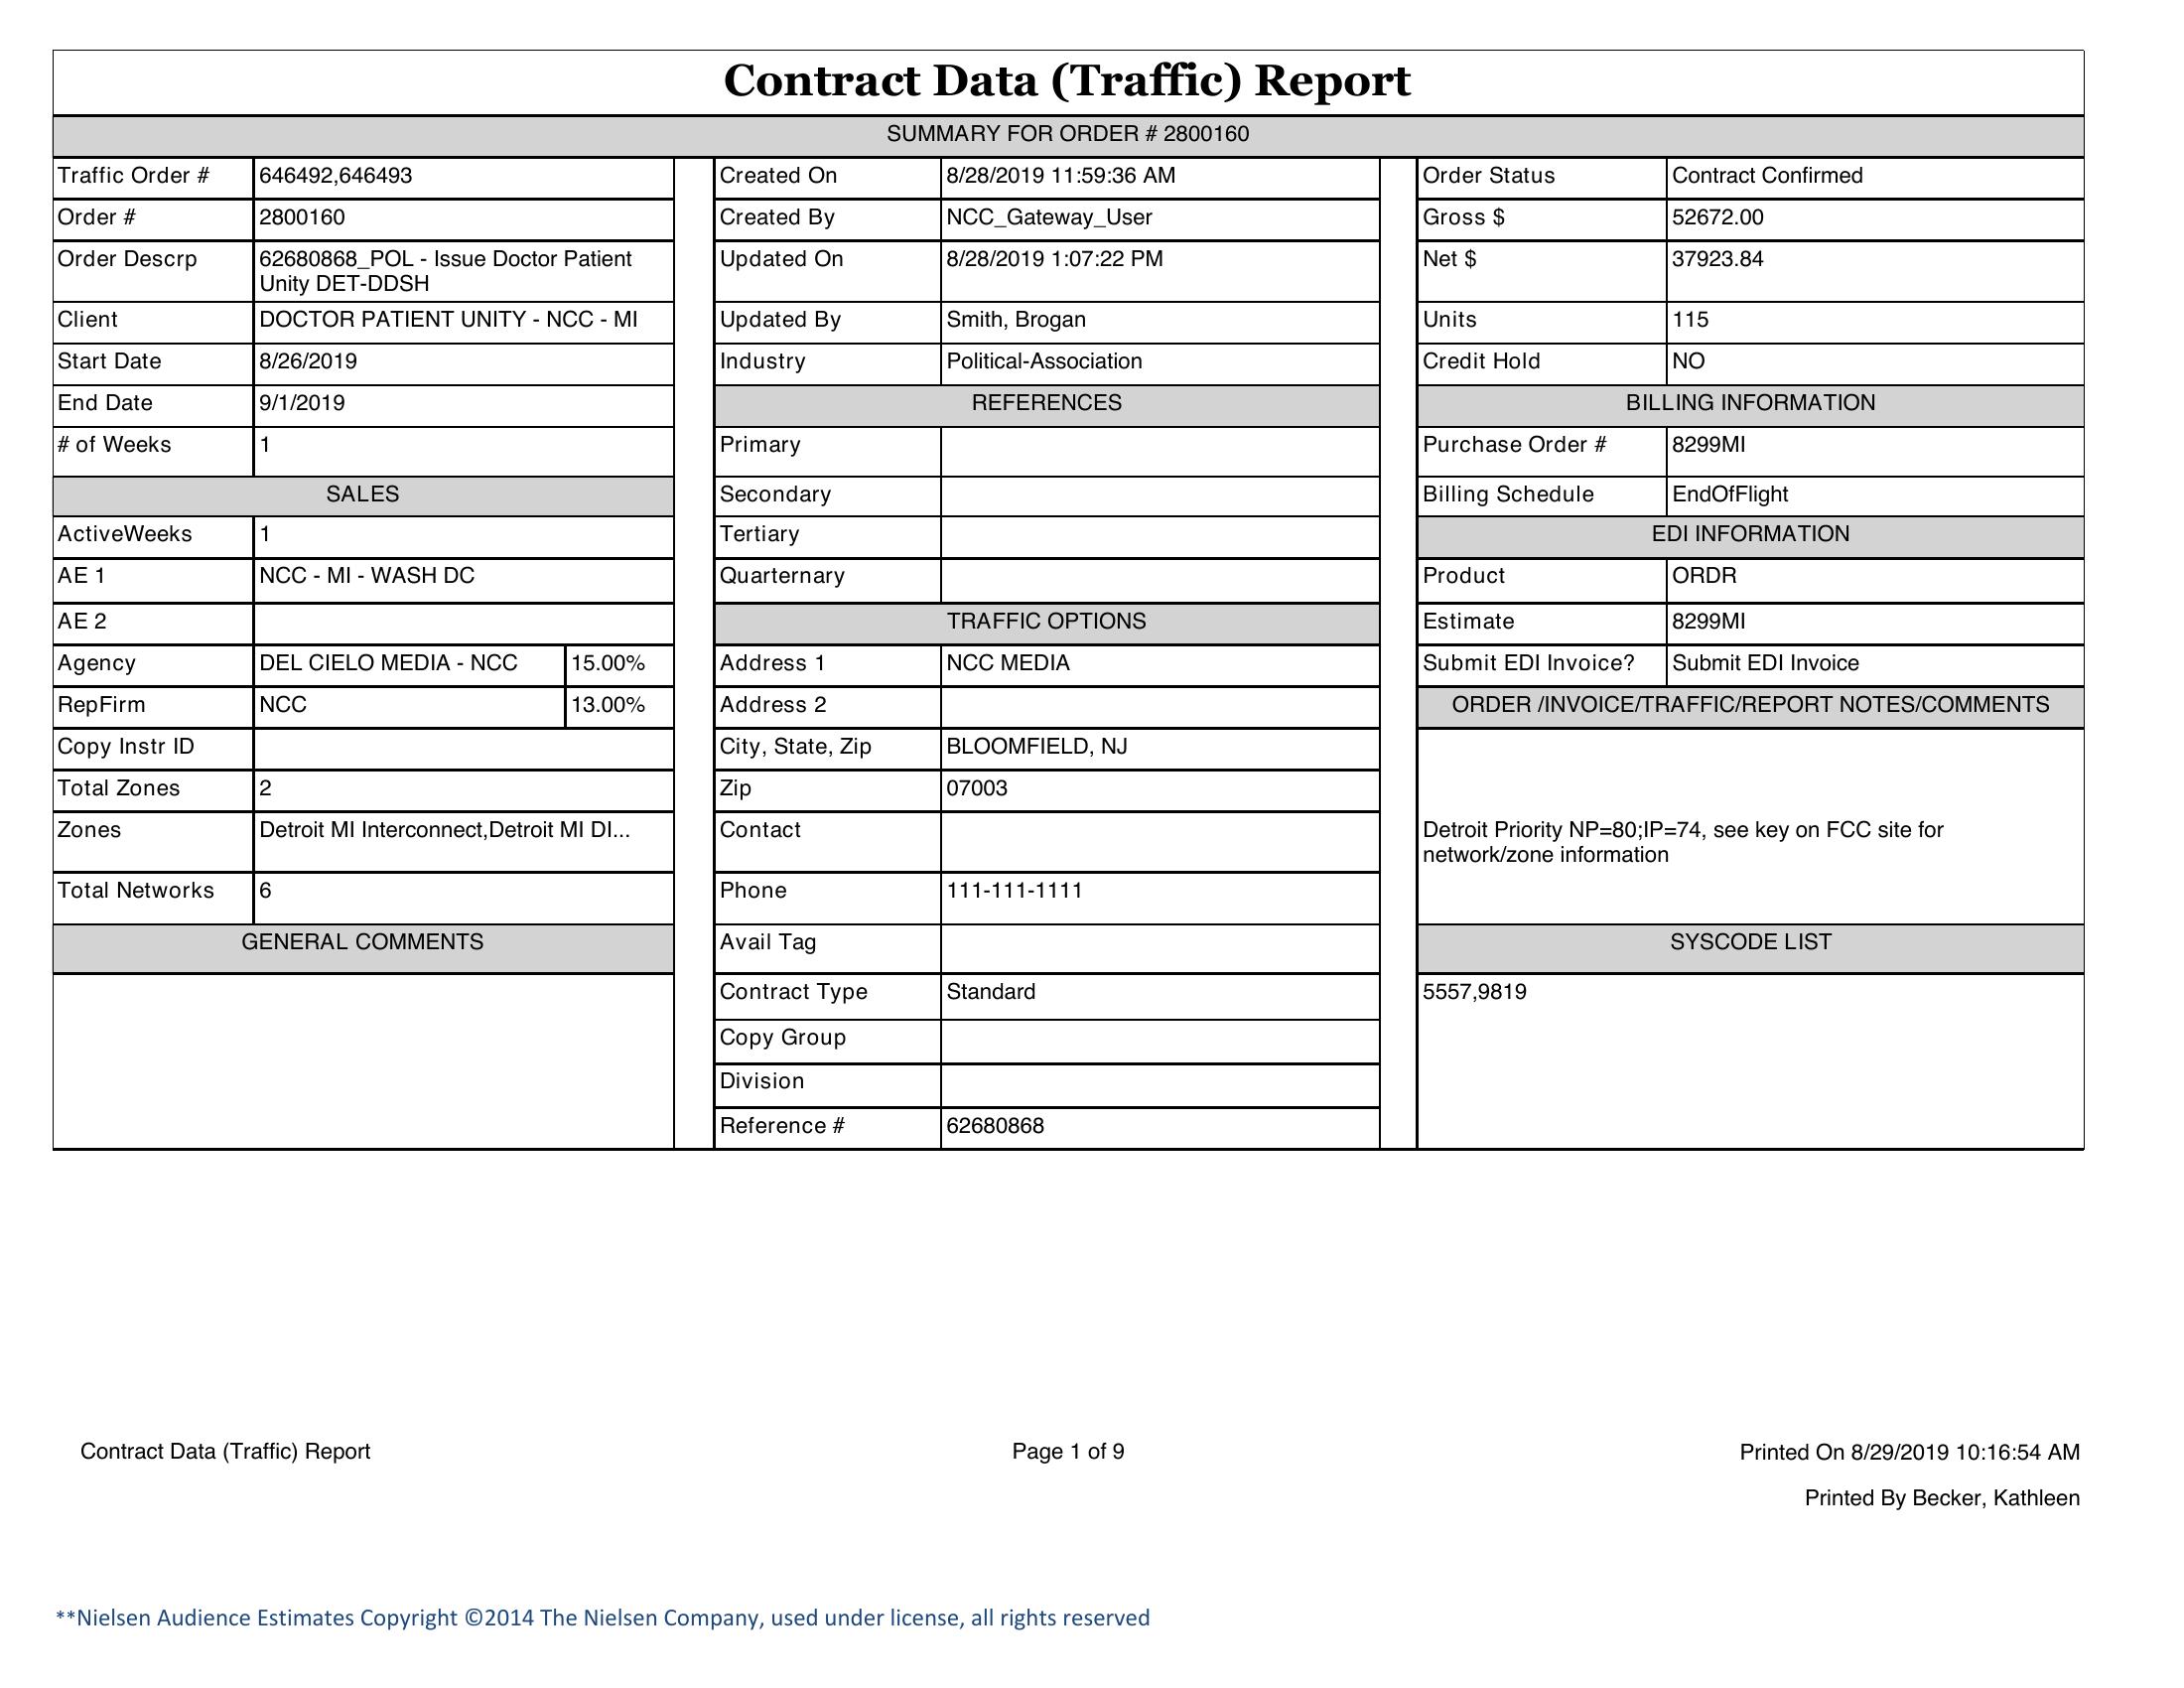 Contract Data (Traffic) Report
SUMMARY FOR ORDER # 2800160
Traffic Order # 646492,646493
Order # 2800160
Order Descrp 62680868_POL - Issue Doctor Patient
Unity DET-DDSH
Client DOCTOR PATIENT UNITY - NCC - MI
Start Date 8/26/2019
End Date 9/1/2019
# of Weeks 1
SALES
ActiveWeeks 1
AE 1 NCC - MI - WASH DC
AE 2
Agency DEL CIELO MEDIA - NCC 15.00%
RepFirm NCC 13.00%
Copy Instr ID
Total Zones 2
Zones Detroit MI Interconnect,Detroit MI DI...
Total Networks 6
GENERAL COMMENTS
Created On 8/28/2019 11:59:36 AM
Created By NCC_Gateway_User
Updated On 8/28/2019 1:07:22 PM
Updated By Smith, Brogan
Industry Political-Association
REFERENCES
Primary
Secondary
Tertiary
Quarternary
TRAFFIC OPTIONS
Address 1 NCC MEDIA
Address 2
City, State, Zip BLOOMFIELD, NJ
Zip 07003
Contact
Phone 111-111-1111
Avail Tag
Contract Type Standard
Copy Group
Division
Reference # 62680868
Order Status Contract Confirmed
Gross $ 52672.00
Net $ 37923.84
Units 115
Credit Hold NO
BILLING INFORMATION
Purchase Order # 8299MI
Billing Schedule EndOfFlight
EDI INFORMATION
Product ORDR
Estimate 8299MI
Submit EDI Invoice? Submit EDI Invoice
ORDER /INVOICE/TRAFFIC/REPORT NOTES/COMMENTS
Detroit Priority NP=80;IP=74, see key on FCC site for
network/zone information
SYSCODE LIST
5557,9819
Contract Data (Traffic) Report
Page 1 of 9
Printed On 8/29/2019 10:16:54 AM
Printed By Becker, Kathleen
**Nielsen Audience Estimates Copyright ©2014 The Nielsen Company, used under license, all rights reserved